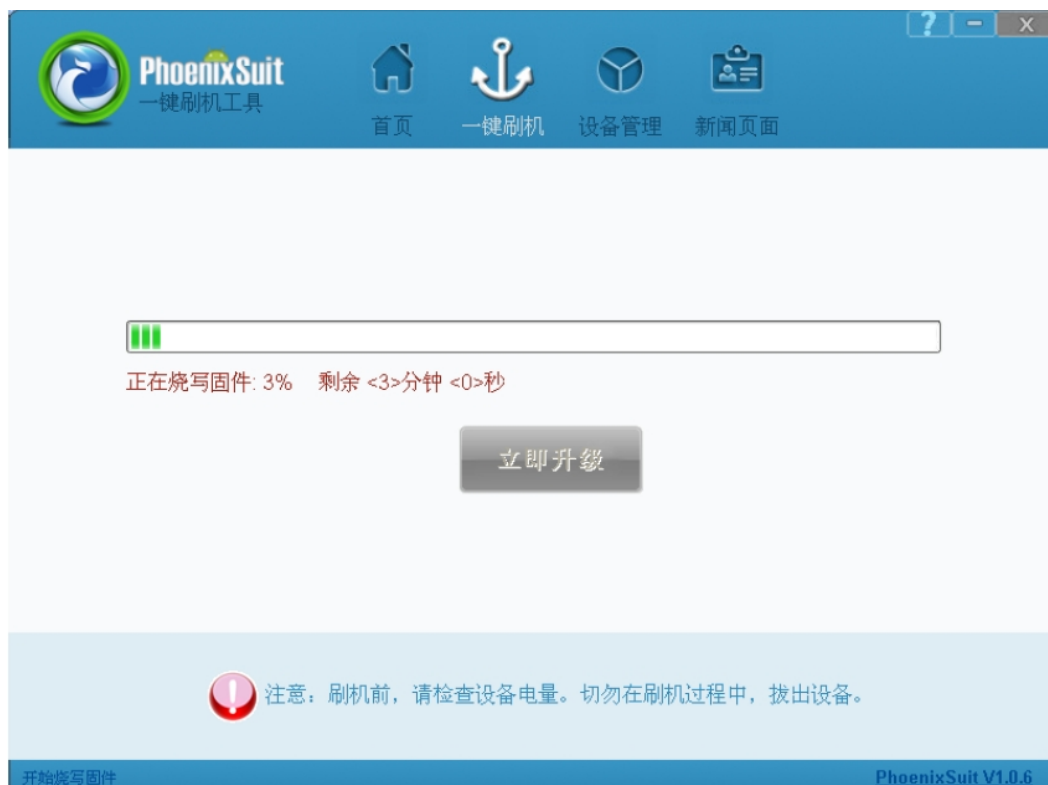 ? - X
PhoenixSuit
一键刷机工具
首页 一键刷机 设备管理 新闻页面
正在烧写固件: 3% 剩余 <3>分钟 <0>秒
立即升级
注意：刷机前，请检查设备电量。切勿在刷机过程中，拔出设备。
开始烧写固件 PhoenixSuit V1.0.6